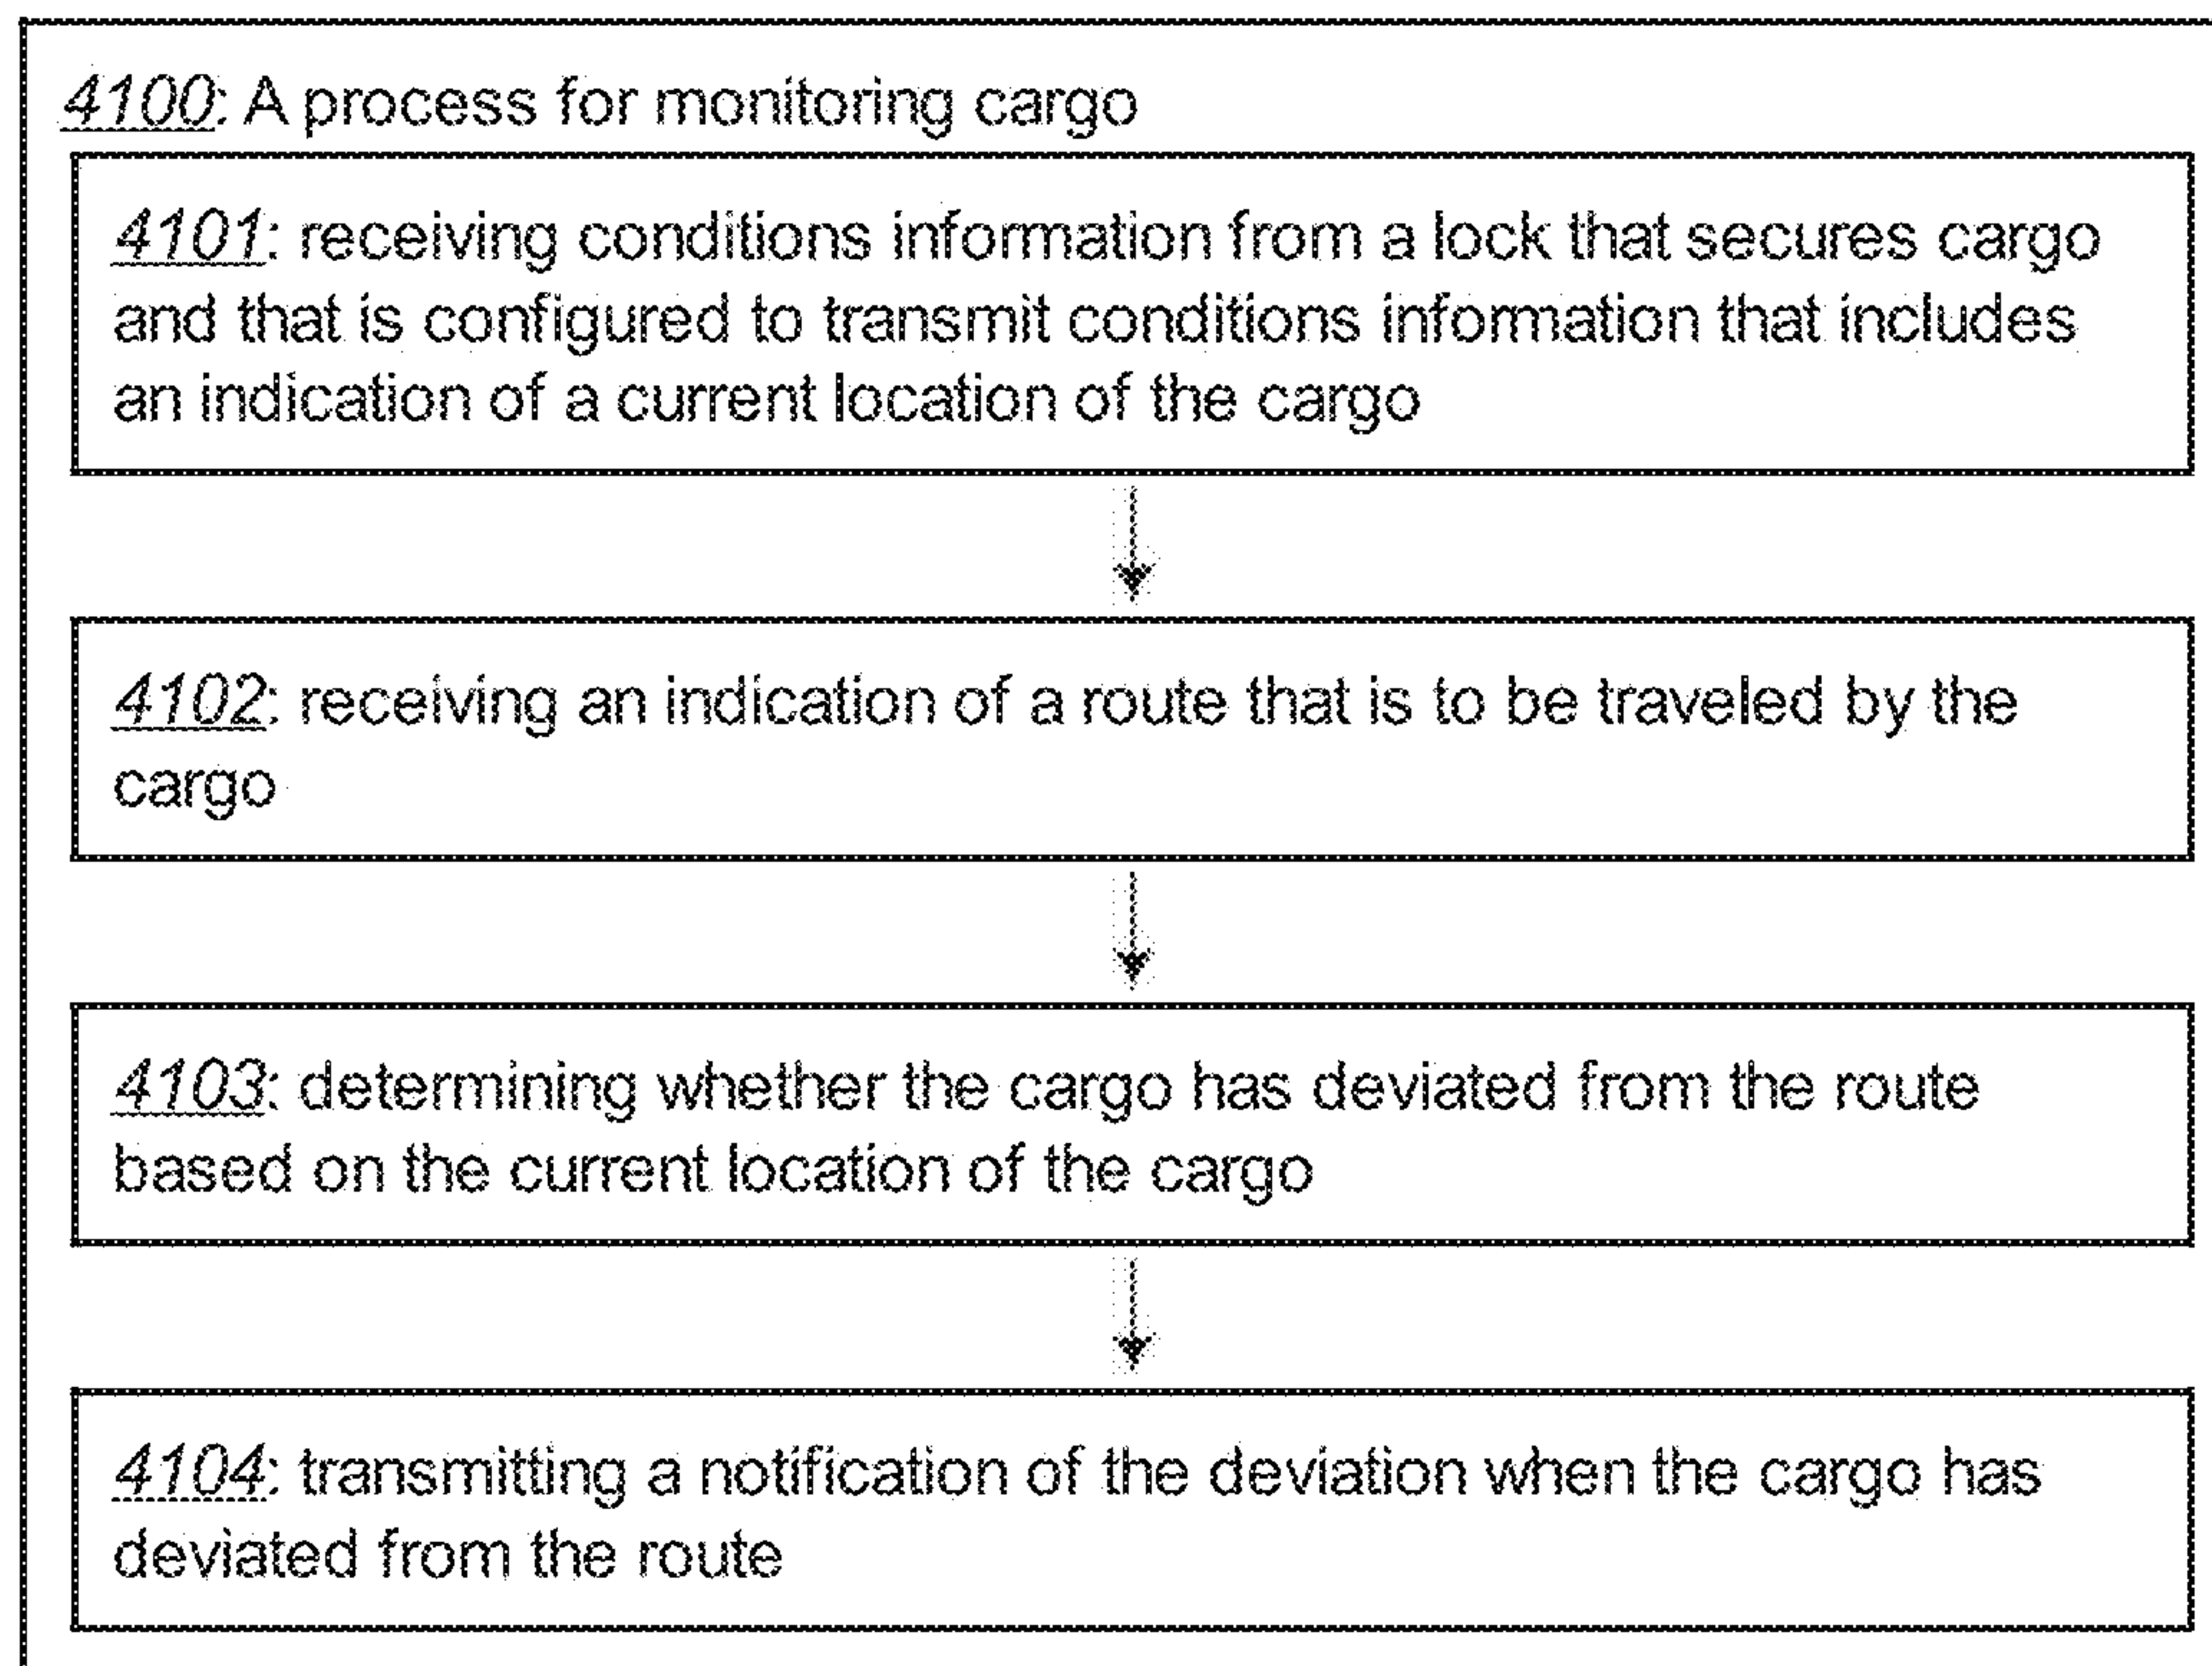 4100: A process for monitoring cargo
4101: receiving conditions information from a lock that secures cargo
and that is configured to transmit conditions information that includes
an indication of a current location of the cargo
4102: receiving an indication of a route that is to be traveled by the
cargo
4103: determining whether the cargo has deviated from the route
based on the current location of the cargo
4104: transmitting a notification of the deviation when the cargo has
deviated from the route